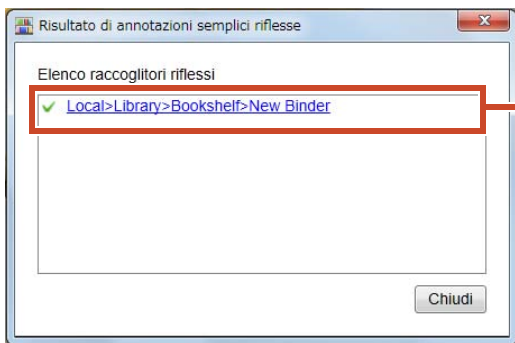 Risultato di annotazioni semplici riflesse
Elenco raccoglitori riflessi
Local>Library>Bookshelf>New Binder
Chiudi